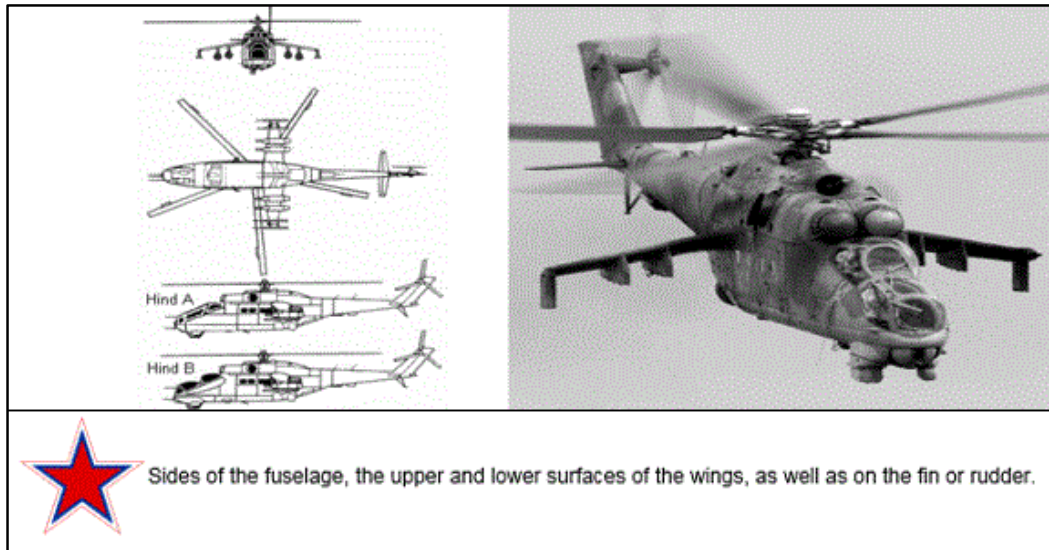 Hind A
Hind B
Sides of the fuselage, the upper and lower surfaces of the wings, as well as on the fin or rudder.